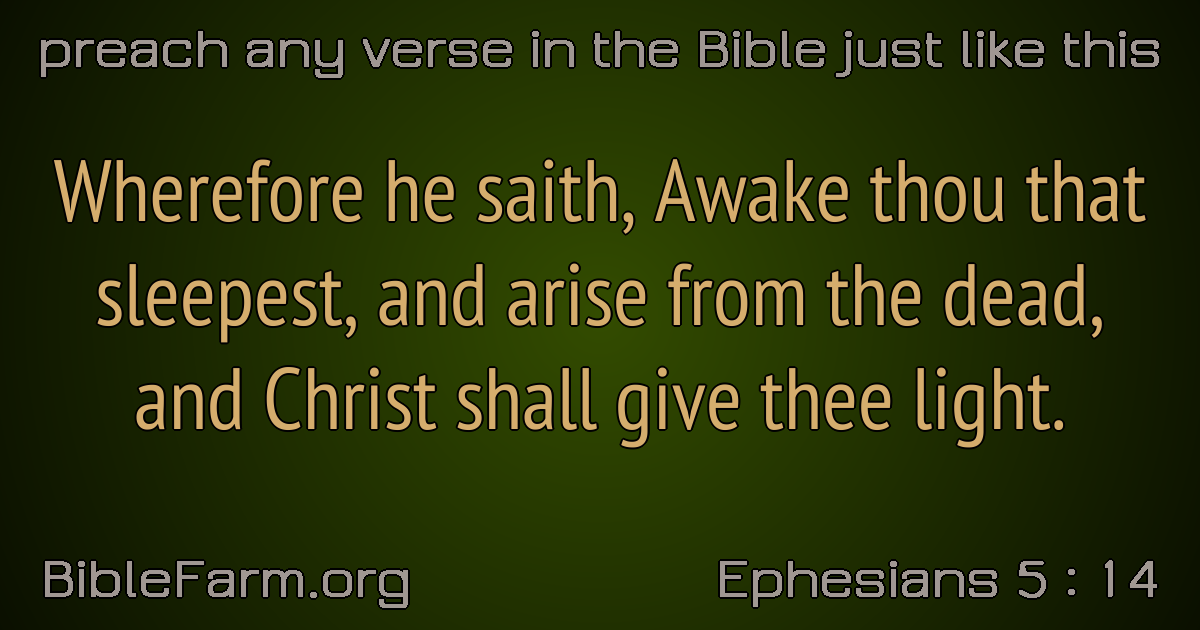 preach any verse in the Bible just like this
Wherefore he saith, Awake thou that
sleepest, and arise from the dead,
and Christ shall give thee light.
BibleFarm.org
Ephesians 5 : 14